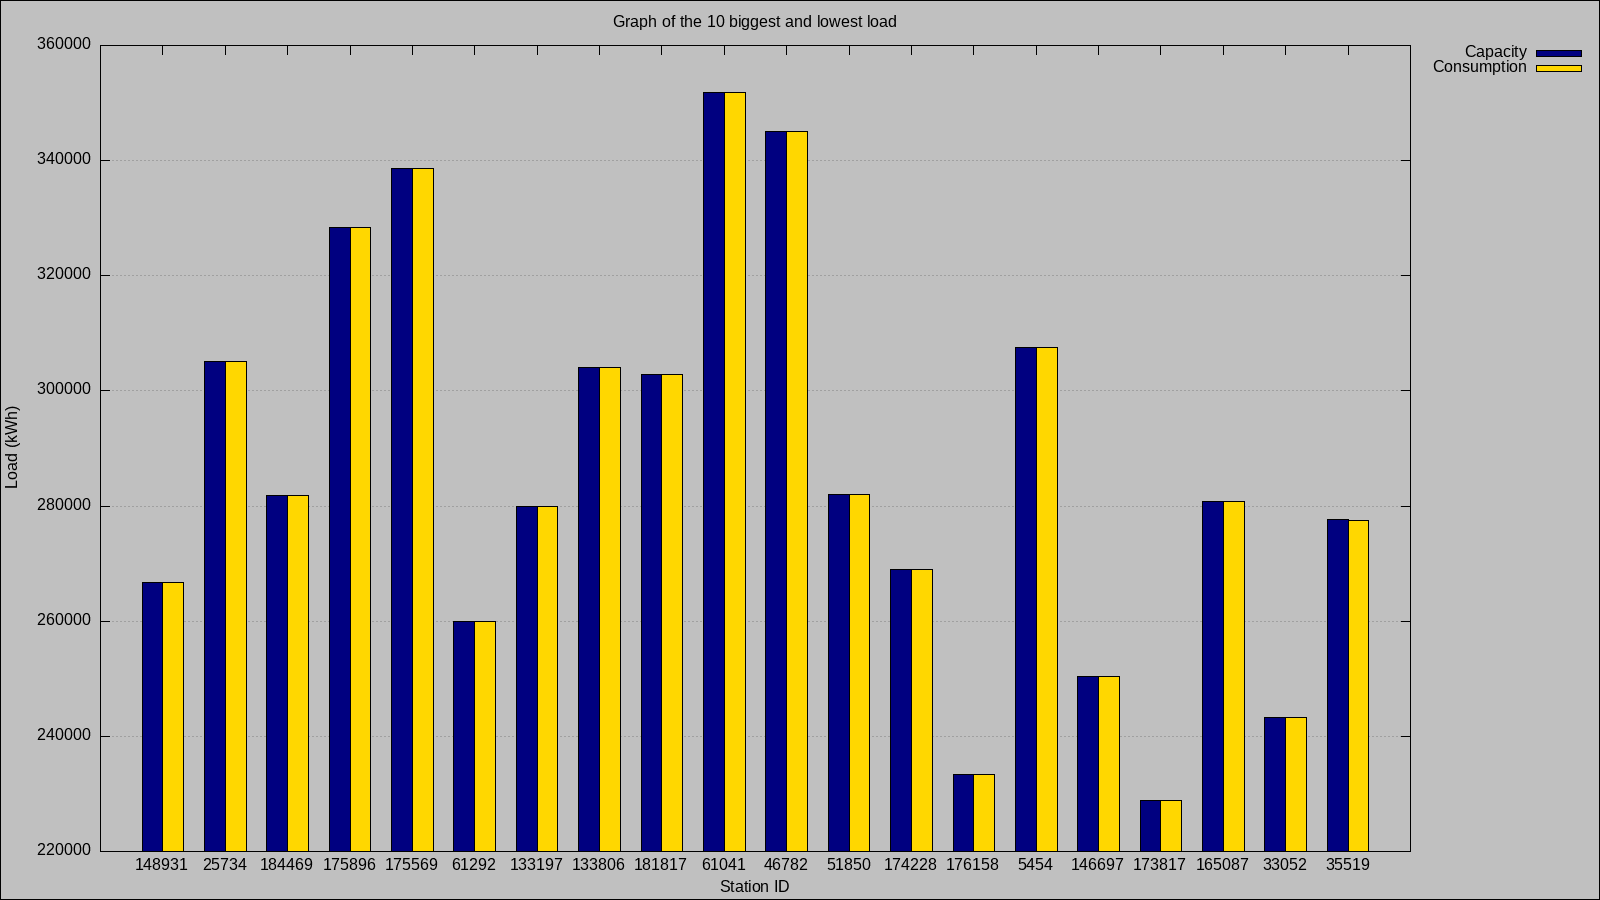 Graph of the 10 biggest and lowest load
Capacity
Consumption
360000
340000
320000
300000
280000
260000
240000
220000
Load (kWh)
148931 25734 184469 175896 175569 61292 133197 133806 181817 61041 46782 51850 174228 176158 5454 146697 173817 165087 33052 35519
Station ID